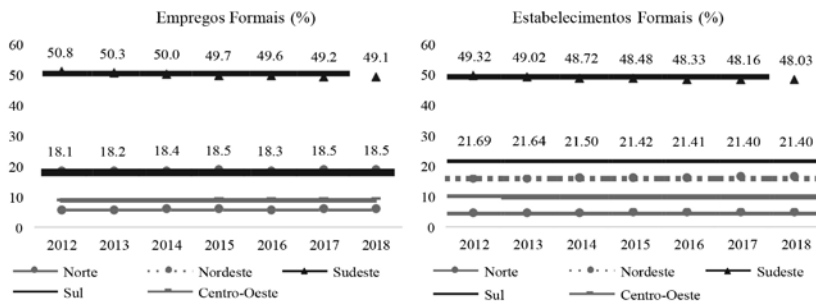 Empregos Formais (%)
60
50
40
30
20
10
0
50.8 50.3 50.0 49.7 49.6 49.2 49.1
18.1 18.2 18.4 18.5 18.3 18.5 18.5
2012 2013 2014 2015 2016 2017 2018
Norte Nordeste Sudeste
Sul Centro-Oeste
Estabelecimentos Formais (%)
60
50
40
30
20
10
0
49.32 49.02 48.72 48.48 48.33 48.16 48.03
21.69 21.64 21.50 21.42 21.41 21.40 21.40
2012 2013 2014 2015 2016 2017 2018
Norte Nordeste Sudeste
Sul Centro-Oeste